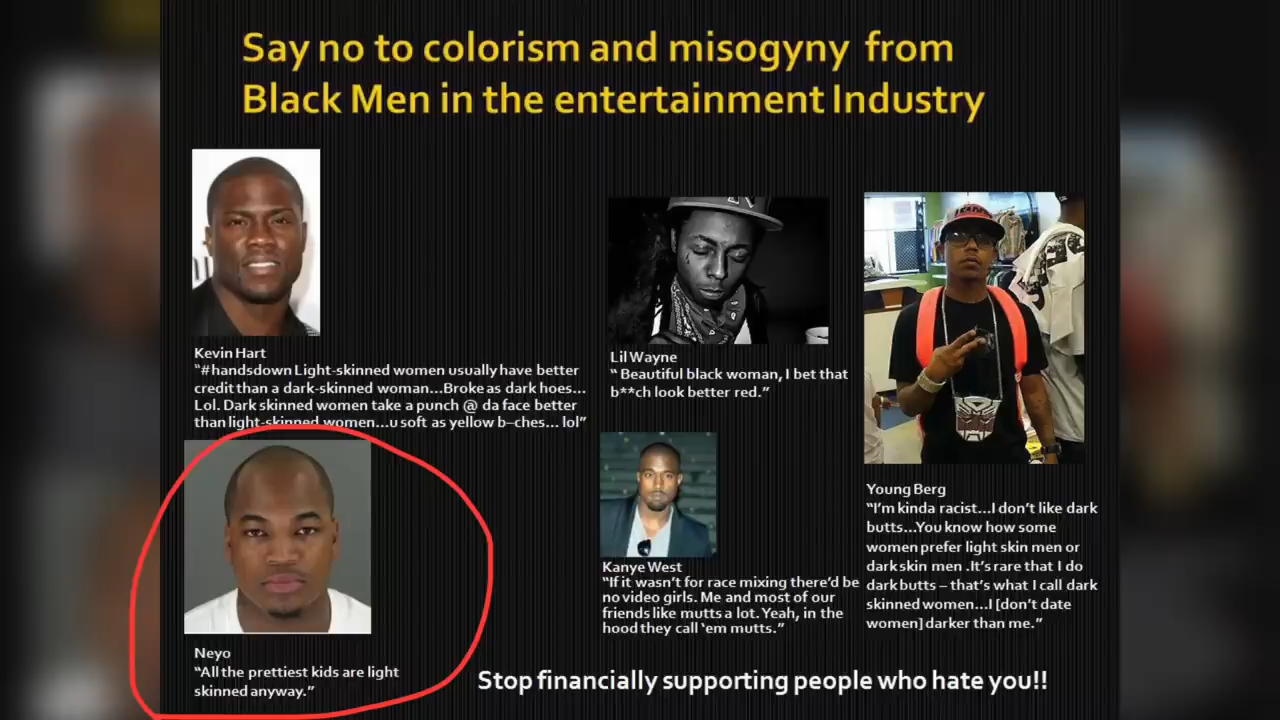 Say no to colorism and misogyny from
Black Men in the entertainment Industry
Kevin Hart
"#handsdown Light-skinned women usually have better
credit than a dark-skinned woman...Broke as dark hoes...
Lol. Dark skinned women take a punch @ da face better
than light-skinned women...u soft as yellow b–ches... lol"
Lil Wayne
" Beautiful black woman, I bet that
b**ch look better red."
Young Berg
"I'm kinda racist...I don't like dark
butts...You know how some
women prefer light skin men or
dark skin men .It's rare that I do
dark butts – that's what I call dark
skinned women...I [don't date
women] darker than me."
Neyo
"All the prettiest kids are light
skinned anyway."
Kanye West
"If it wasn't for race mixing there'd be
no video girls. Me and most of our
friends like mutts a lot. Yeah, in the
hood they call 'em mutts."
Stop financially supporting people who hate you!!